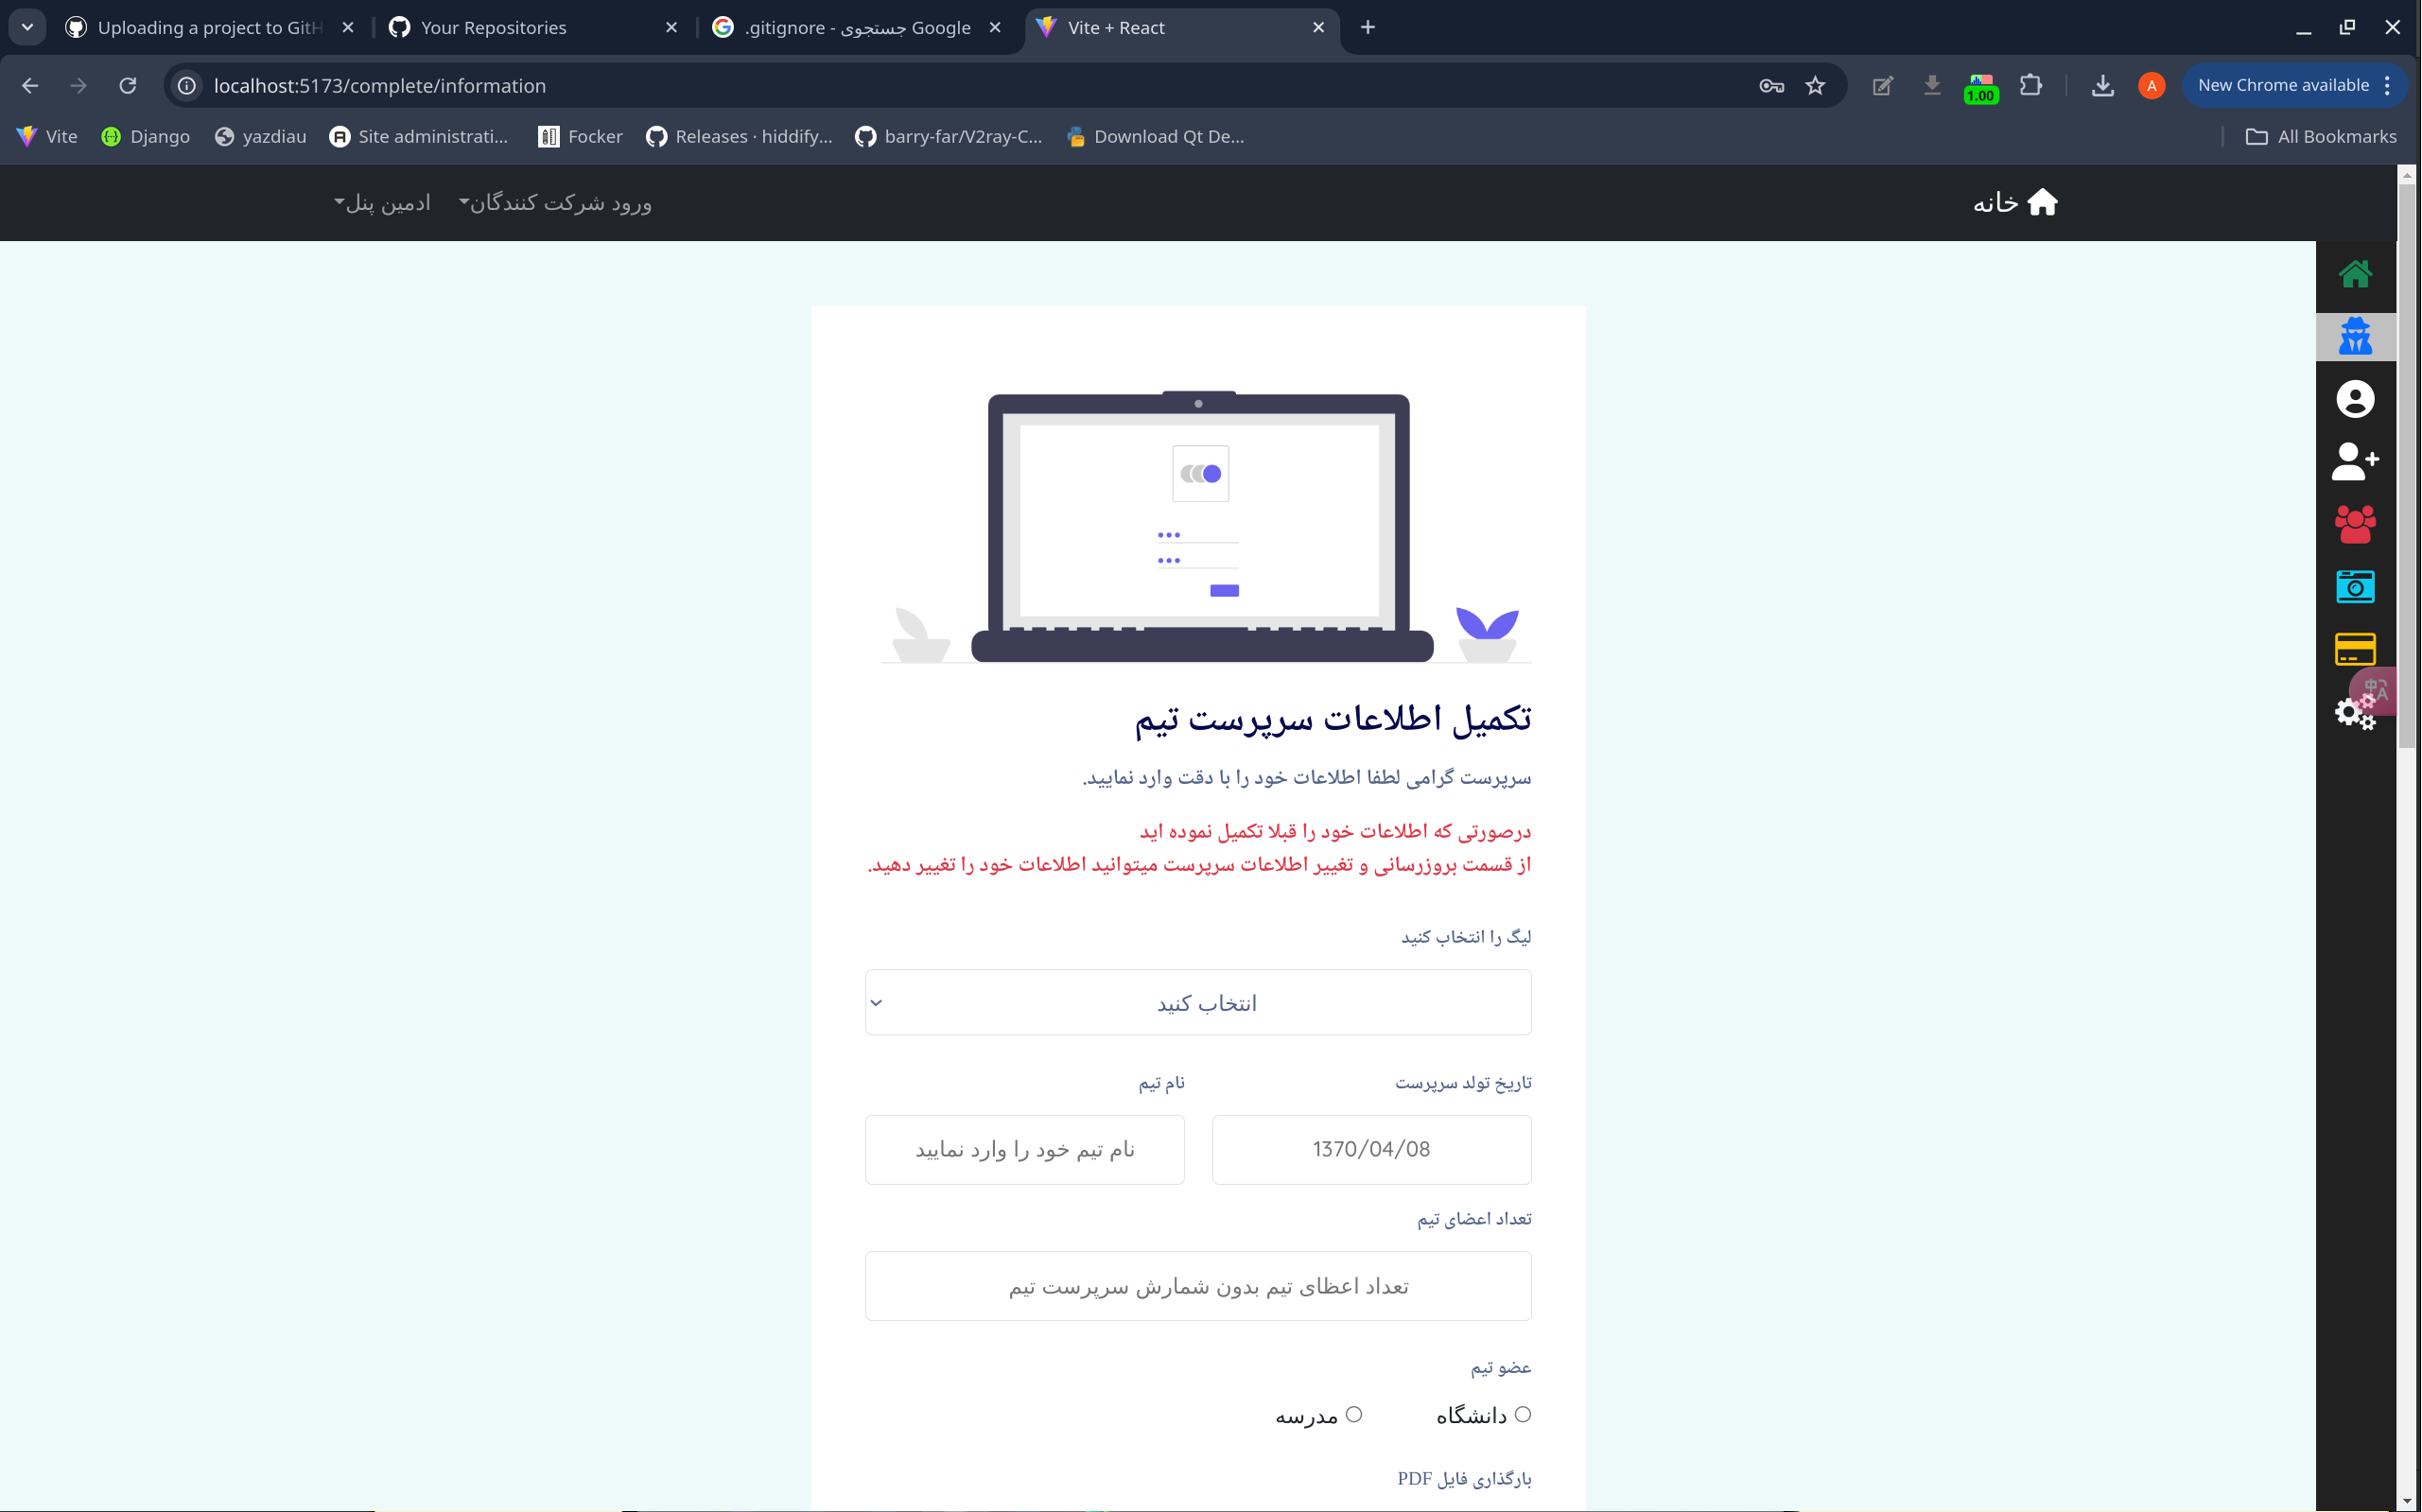 Uploading a project to GitH
Your Repositories
.gitignore - جستجوی Google
Vite + React
localhost:5173/complete/information
1.00
A
New Chrome available
Vite
Django
yazdiau
Site administrati...
Focker
Releases · hiddify...
barry-far/V2ray-C...
Download Qt De...
All Bookmarks
خانه
ورود شرکت کنندگان
ادمین پنل
تکمیل اطلاعات سرپرست تیم
سرپرست گرامی لطفا اطلاعات خود را با دقت وارد نمایید.
درصورتی که اطلاعات خود را قبلا تکمیل نموده اید
از قسمت بروزرسانی و تغییر اطلاعات سرپرست میتوانید اطلاعات خود را تغییر دهید.
لیگ را انتخاب کنید
انتخاب کنید
تاریخ تولد سرپرست
نام تیم
1370/04/08
نام تیم خود را وارد نمایید
تعداد اعضای تیم
تعداد اعظای تیم بدون شمارش سرپرست تیم
عضو تیم
دانشگاه
مدرسه
بارگذاری فایل PDF